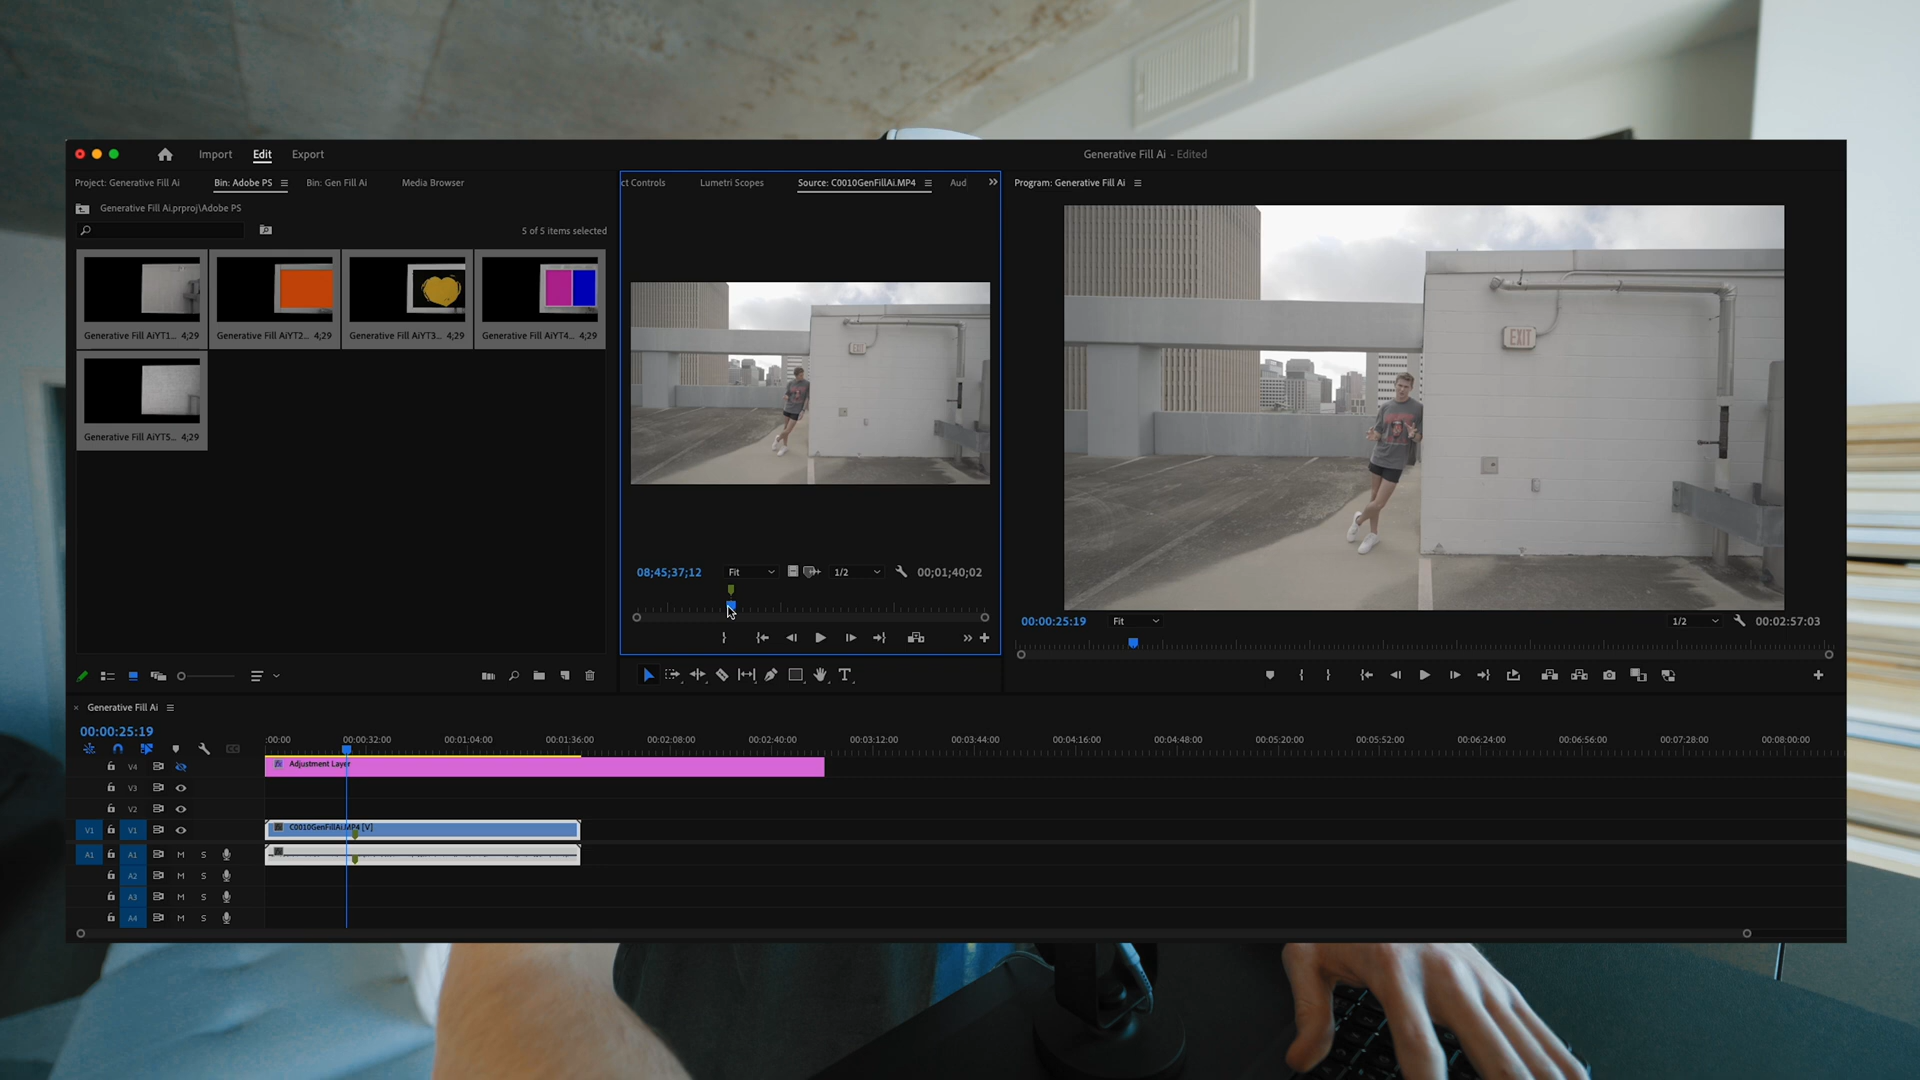 Import Edit Export
Generative Fill Ai - Edited
Project: Generative Fill Ai Bin: Adobe PS Bin: Gen Fill Ai Media Browser
ct Controls Lumetri Scopes Source: C0010GenFillAi.MP4 Aud
Program: Generative Fill Ai
Generative Fill Ai.prproj\Adobe PS
5 of 5 items selected
Generative Fill AiYT1... 4;29
Generative Fill AiYT2... 4;29
Generative Fill AiYT3... 4;29
Generative Fill AiYT4... 4;29
Generative Fill AiYT5... 4;29
EXIT
EXIT
08;45;37;12 Fit 1/2 00;01;40;02
00:00:25:19 Fit 1/2 00:02:57:03
Generative Fill Ai
00:00:25:19
:00:00 00:00:32:00 00:01:04:00 00:01:36:00 00:02:08:00 00:02:40:00 00:03:12:00 00:03:44:00 00:04:16:00 00:04:48:00 00:05:20:00 00:05:52:00 00:06:24:00 00:06:56:00 00:07:28:00 00:08:00:00
V4 Adjustment Layer
V3
V2
V1 V1 C0010GenFillAi.MP4 [V]
A1 A1 M S
A2 M S
A3 M S
A4 M S